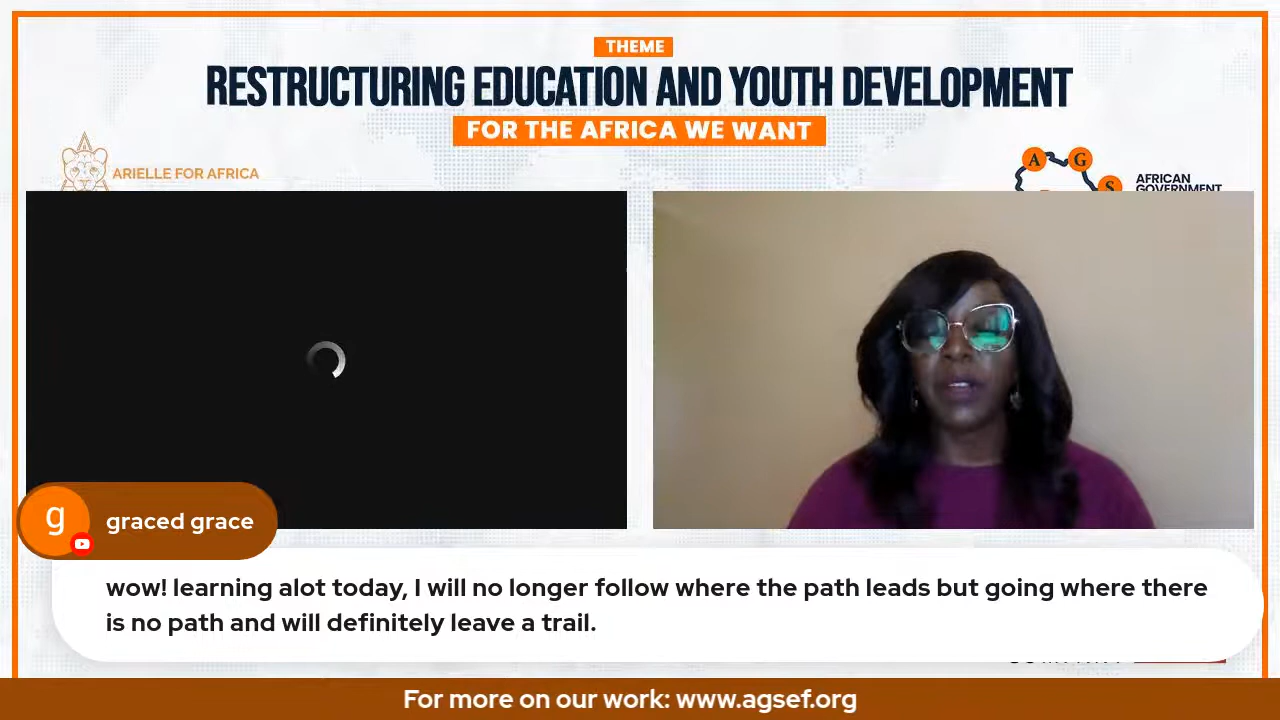 THEME
RESTRUCTURING EDUCATION AND YOUTH DEVELOPMENT
FOR THE AFRICA WE WANT
ARIELLE FOR AFRICA
A G
S
AFRICAN
GOVERNMENT
g
graced grace
wow! learning alot today, I will no longer follow where the path leads but going where there
is no path and will definitely leave a trail.
For more on our work: www.agsef.org